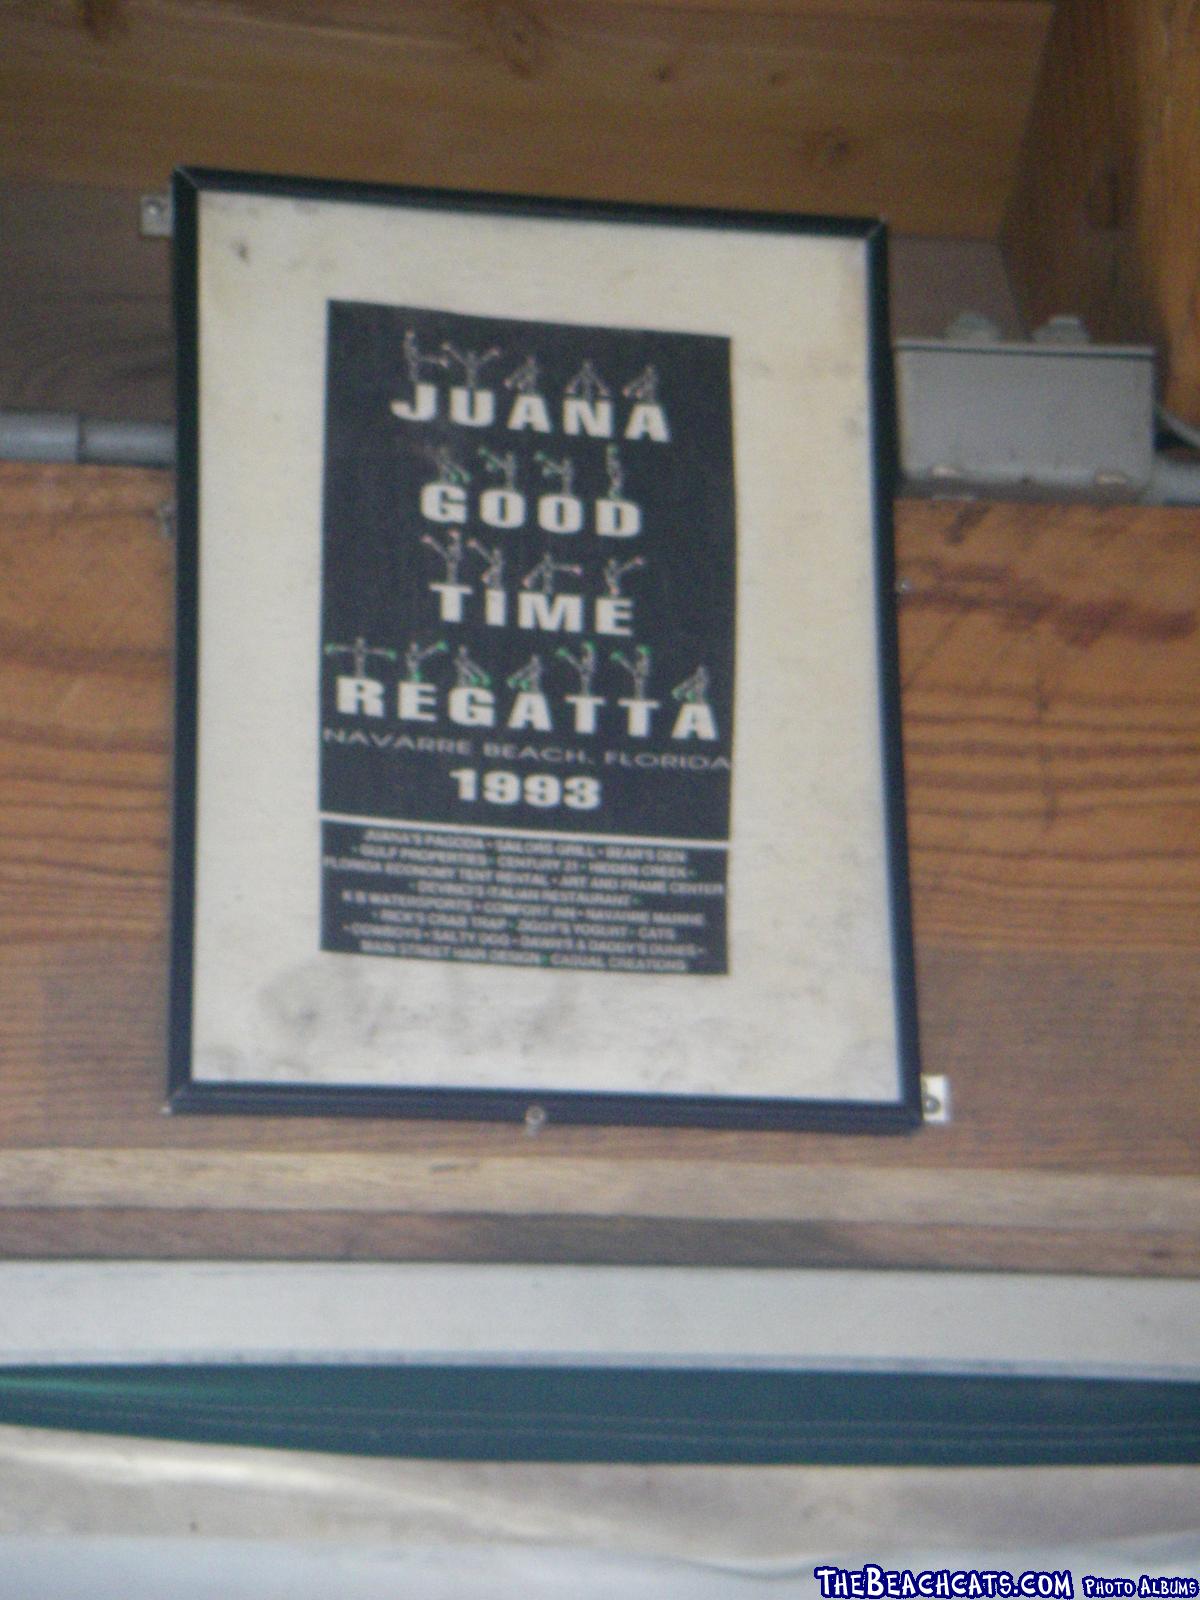 JUANA
GOOD
TIME
REGATTA
NAVARRE BEACH, FLORIDA
1993
JUANA'S PAGODA • SAILORS GRILL • BEAR'S DEN
• GULF PROPERTIES • CENTURY 21 • HIDDEN CREEK •
FLORIDA ECONOMY TENT RENTAL • ART AND FRAME CENTER
• DEVINCI'S ITALIAN RESTAURANT •
K B WATERSPORTS • COMFORT INN • NAVARRE MARINE
• RICK'S CRAB TRAP • ZIGGY'S YOGURT • CATS
• COWBOYS • SALTY DOG • & DADDY'S DUNES •
MAIN STREET HAIR DESIGN • CASUAL CREATIONS
THEBEACHCATS.COM PHOTO ALBUMS